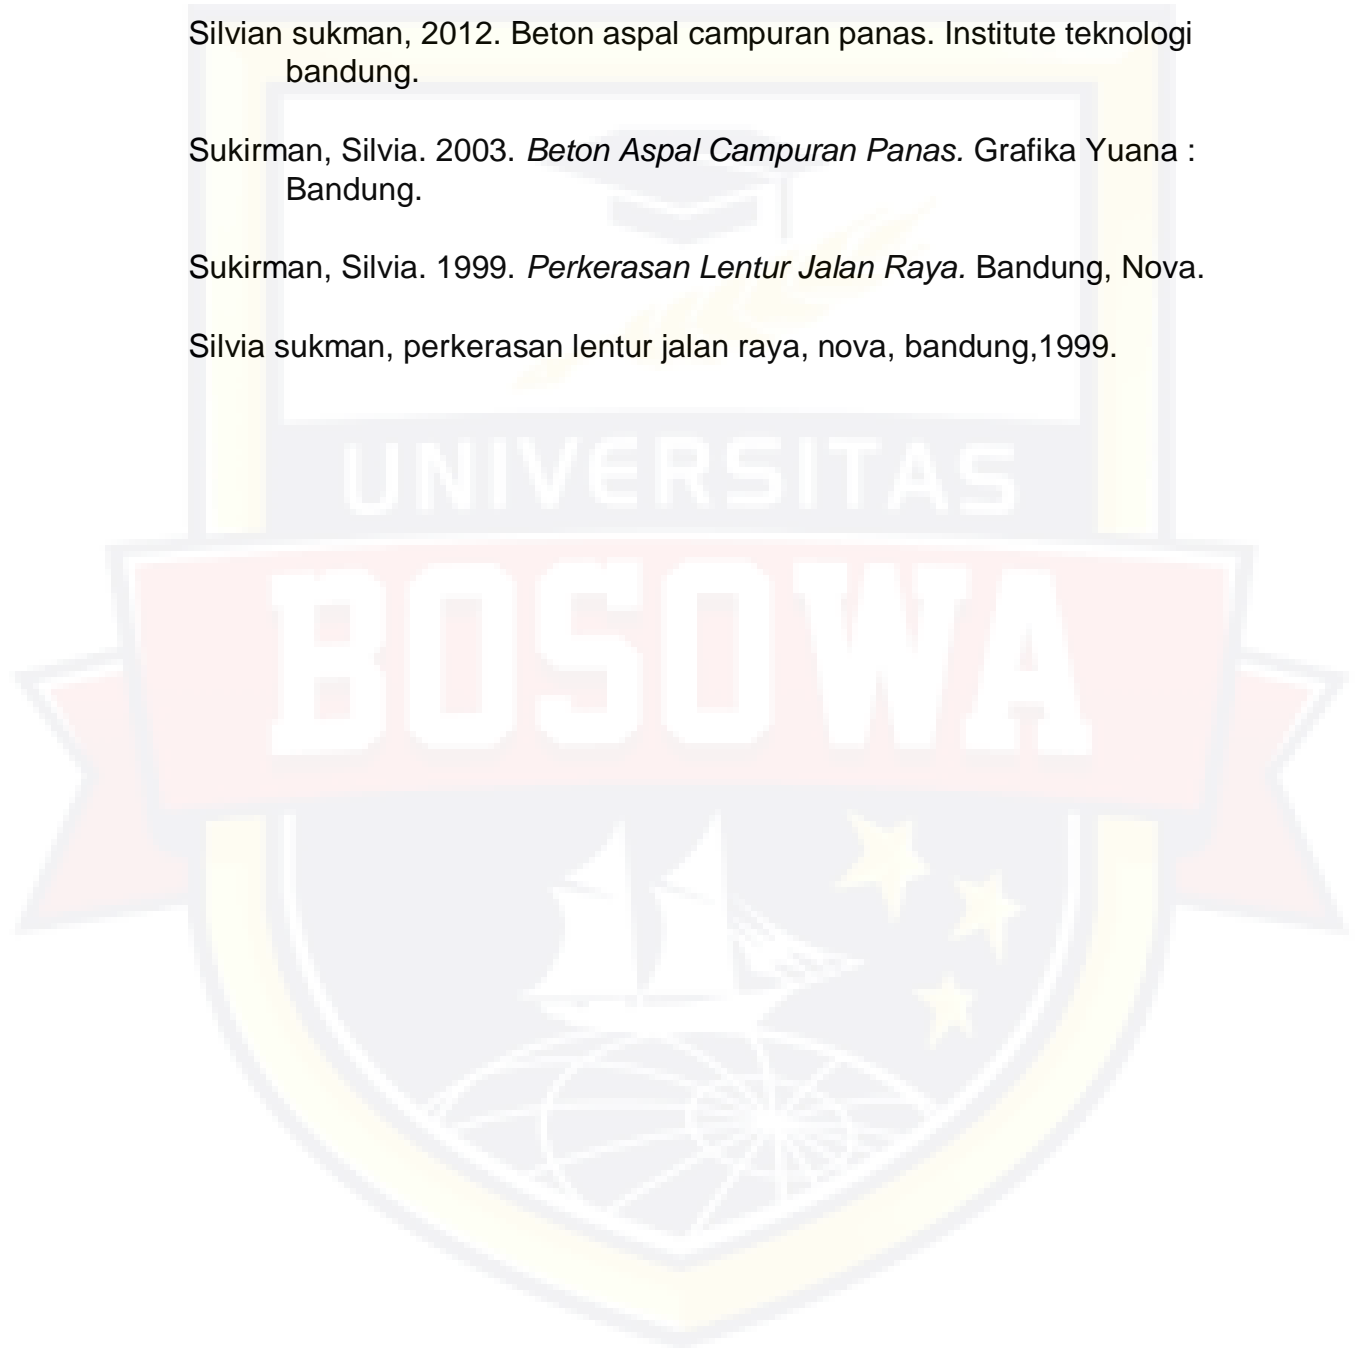 Silvian sukman, 2012. Beton aspal campuran panas. Institute teknologi
bandung.
Sukirman, Silvia. 2003. Beton Aspal Campuran Panas. Grafika Yuana :
Bandung.
Sukirman, Silvia. 1999. Perkerasan Lentur Jalan Raya. Bandung, Nova.
Silvia sukman, perkerasan lentur jalan raya, nova, bandung,1999.
UNIVERSITAS
BOSOWA